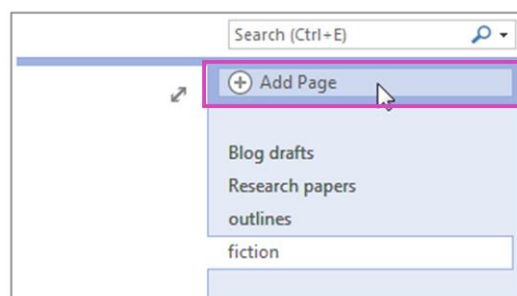 Search (Ctrl+E)
Add Page
Blog drafts
Research papers
outlines
fiction